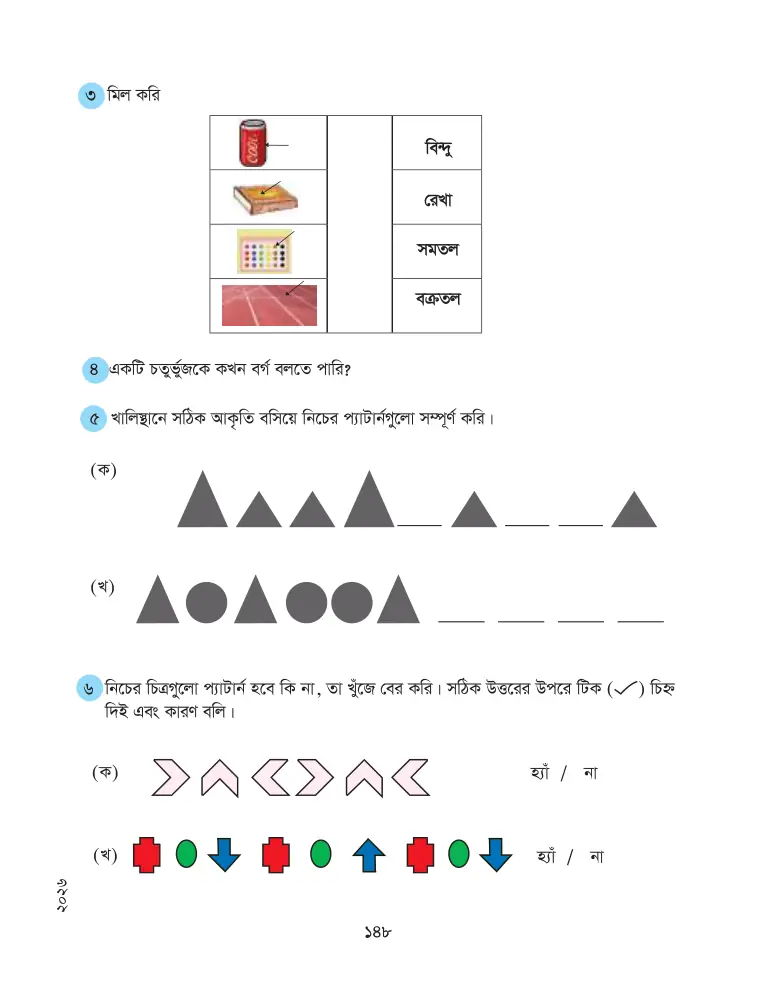 ৩ মিল করি
COOL
বিন্দু
রেখা
সমতল
বক্রতল
৪ একটি চতুর্ভুজকে কখন বর্গ বলতে পারি?
৫ খালিস্থানে সঠিক আকৃতি বসিয়ে নিচের প্যাটার্নগুলো সম্পূর্ণ করি।
(ক)
(খ)
৬ নিচের চিত্রগুলো প্যাটার্ন হবে কি না, তা খুঁজে বের করি। সঠিক উত্তরের উপরে টিক (✓) চিহ্ন
দিই এবং কারণ বলি।
(ক) হ্যাঁ / না
(খ) হ্যাঁ / না
২০২৬
১৪৮